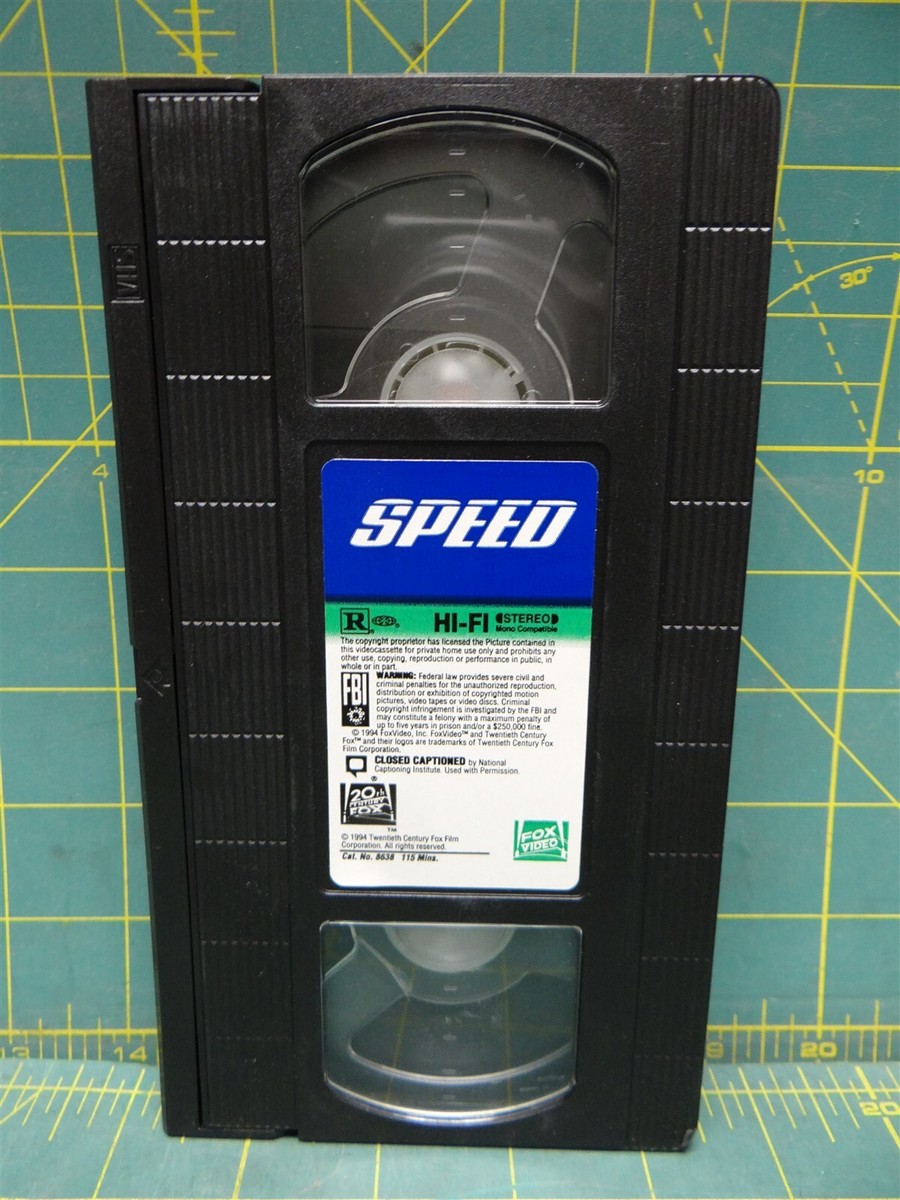 30°
VHS
4
10
SPEED
R ® ®
HI-FI STEREO
Mono Compatible
The copyright proprietor has licensed the Picture contained in
this videocassette for private home use only and prohibits any
other use, copying, reproduction or performance in public, in
whole or in part.
FBI
WARNING: Federal law provides severe civil and
criminal penalties for the unauthorized reproduction,
distribution or exhibition of copyrighted motion
pictures, video tapes or video discs. Criminal
copyright infringement is investigated by the FBI and
may constitute a felony with a maximum penalty of
up to five years in prison and/or a $250,000 fine.
© 1994 FoxVideo, Inc. FoxVideo™ and Twentieth Century
Fox™ and their logos are trademarks of Twentieth Century Fox
Film Corporation.
CLOSED CAPTIONED by National
Captioning Institute. Used with Permission.
®
20th
CENTURY
FOX
TM
© 1994 Twentieth Century Fox Film
Corporation. All rights reserved.
Cat. No. 8638 115 Mins.
FOX
VIDEO
13 14 20
20